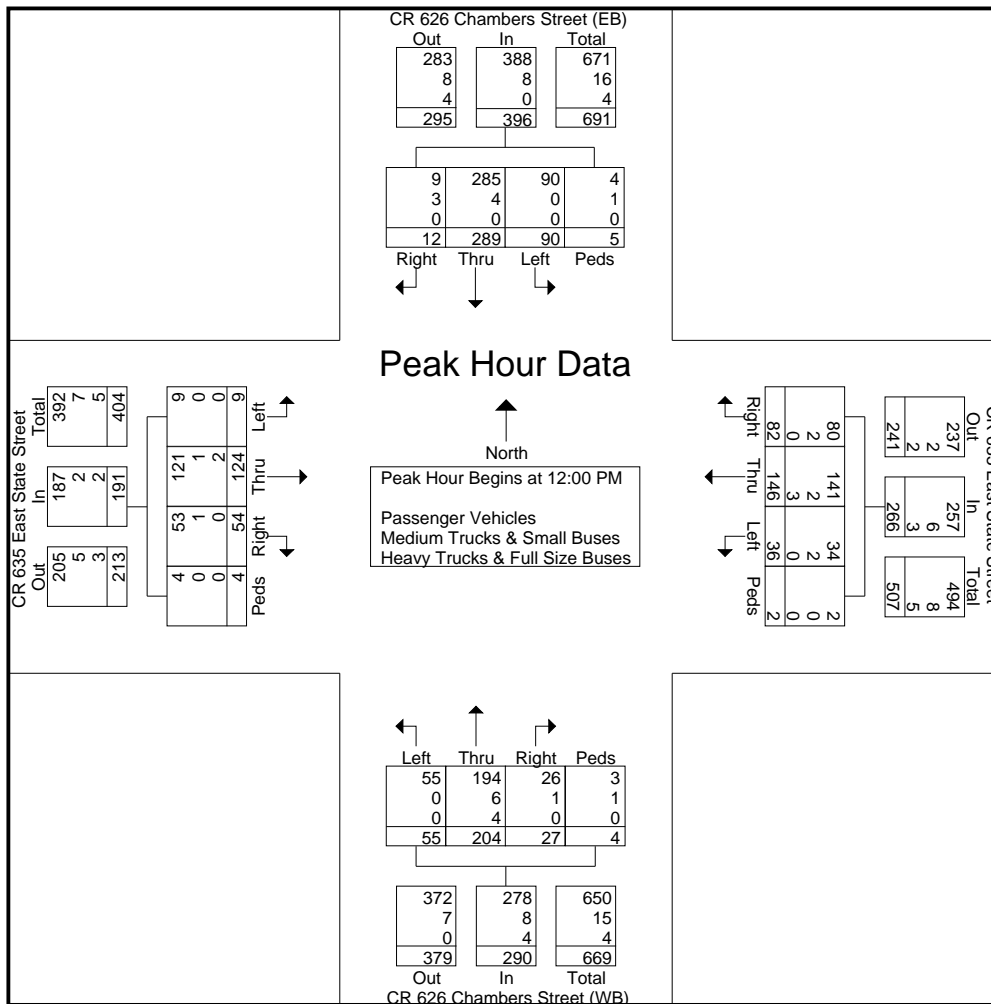 CR 626 Chambers Street (EB)
Out In Total
283 388 671
8 8 16
4 0 4
295 396 691
9 285 90 4
3 4 0 1
0 0 0 0
12 289 90 5
Right Thru Left Peds
Peak Hour Data
North
Peak Hour Begins at 12:00 PM
Passenger Vehicles
Medium Trucks & Small Buses
Heavy Trucks & Full Size Buses
CR 635 East State Street
Out In Total
205 187 392
5 2 7
3 2 5
213 191 404
9 121 53 4
0 1 1 0
0 2 0 0
9 124 54 4
Left Thru Right Peds
CR 635 East State Street
Out In Total
237 257 494
2 6 8
2 3 5
241 266 507
80 141 34 2
2 2 2 0
0 3 0 0
82 146 36 2
Right Thru Left Peds
Left Thru Right Peds
55 194 26 3
0 6 1 1
0 4 0 0
55 204 27 4
372 278 650
7 8 15
0 4 4
379 290 669
Out In Total
CR 626 Chambers Street (WB)